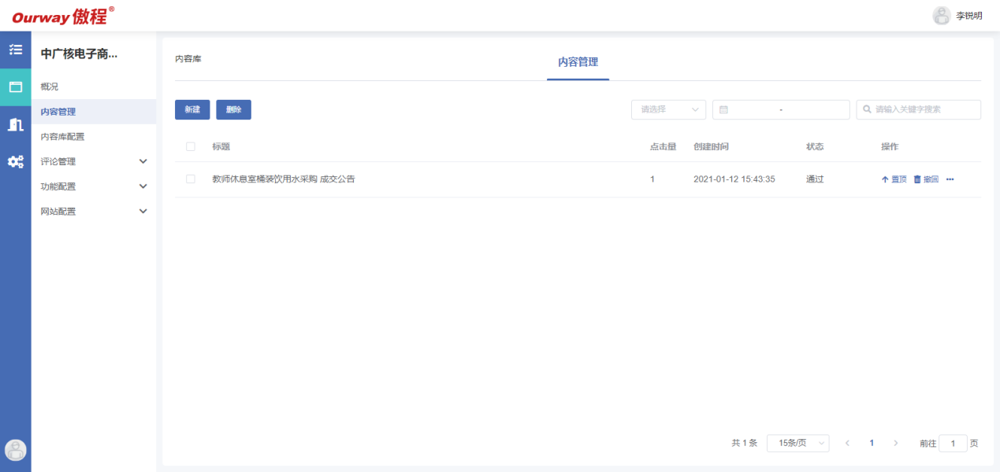 Ourway 傲程®
李锐明
中广核电子商...
概况
内容管理
内容库配置
评论管理
功能配置
网站配置
内容库
内容管理
新建 删除 请选择 - 请输入关键字搜索
标题 点击量 创建时间 状态 操作
教师休息室桶装饮用水采购 成交公告 1 2021-01-12 15:43:35 通过 置顶 撤回 ...
共 1 条 15条/页 < 1 > 前往 1 页